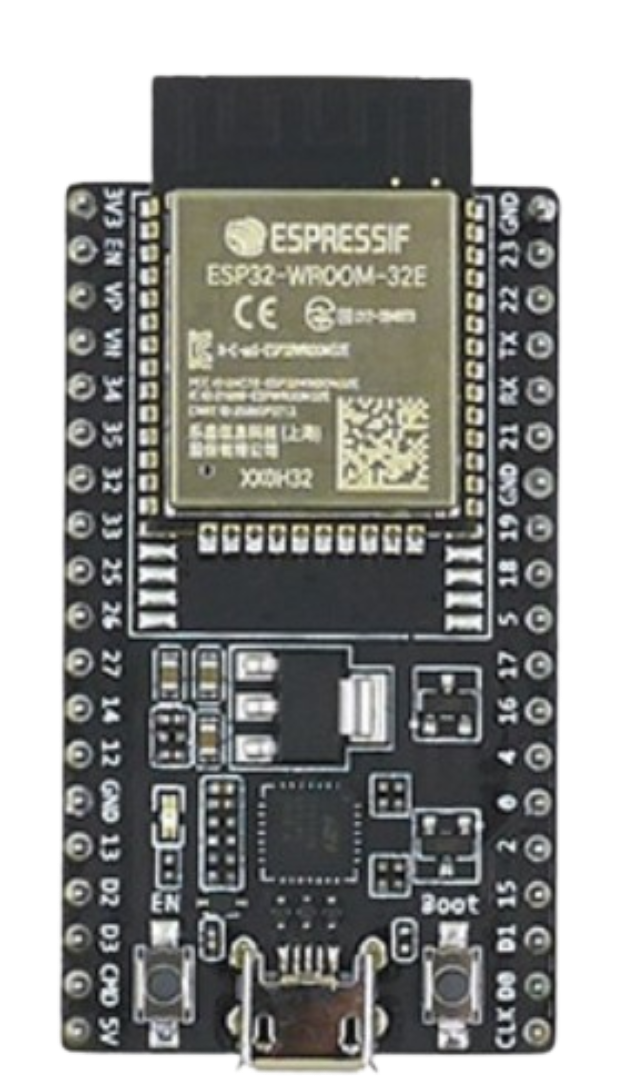 ESPRESSIF
ESP32-WROOM-32E
CE
XX0H32
3V3
EN
VP
VN
34
35
32
33
25
26
27
14
12
GND
13
D2
D3
CMD
5V
GND
23
22
TX
RX
21
GND
19
18
5
17
16
4
0
2
15
D1
D0
CLK
EN
Boot